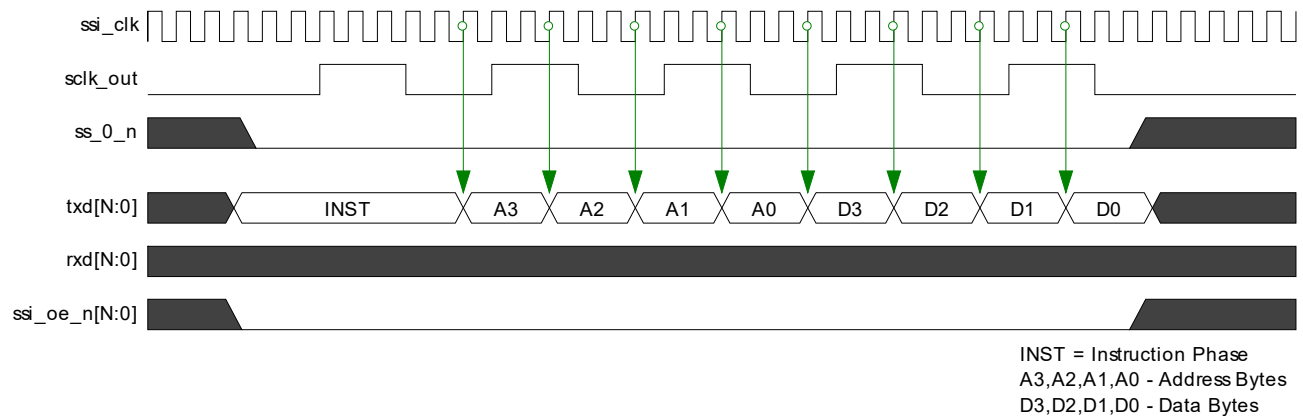 ssi_clk
sclk_out
ss_0_n
txd[N:0] INST A3 A2 A1 A0 D3 D2 D1 D0
rxd[N:0]
ssi_oe_n[N:0]
INST = Instruction Phase
A3,A2,A1,A0 - Address Bytes
D3,D2,D1,D0 - Data Bytes